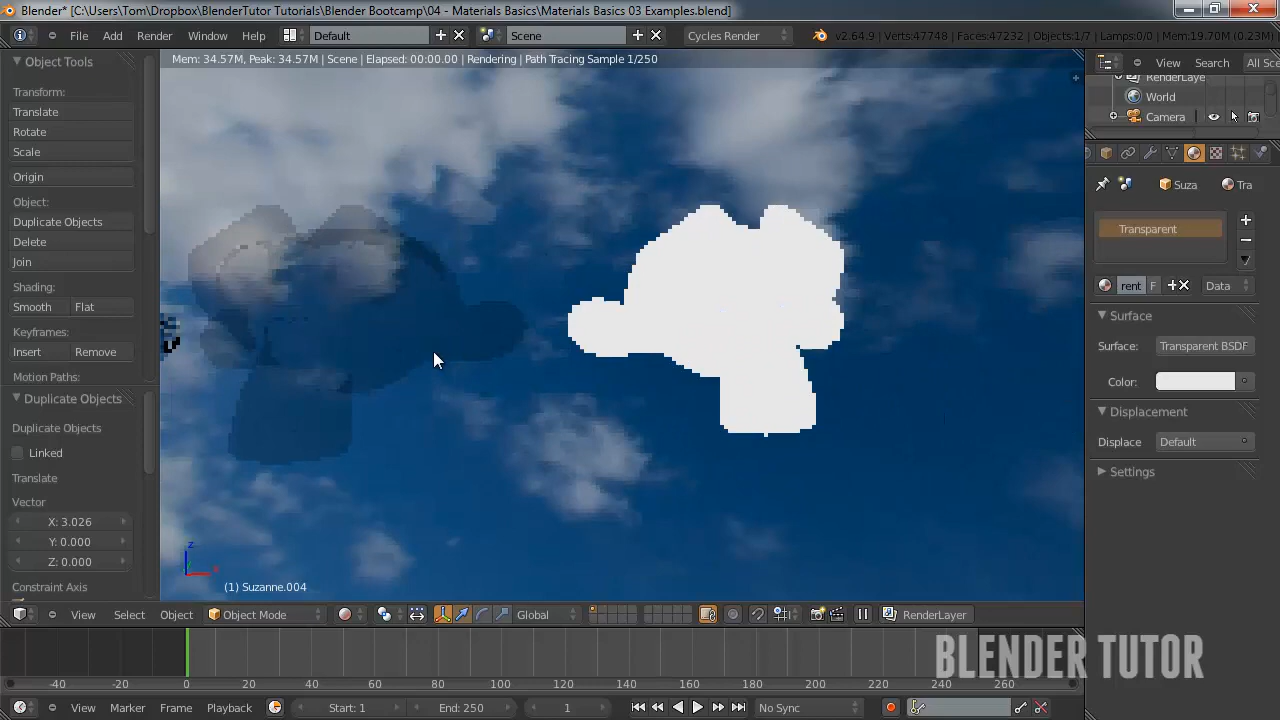 Blender* [C:\Users\Tom\Dropbox\BlenderTutor Tutorials\Blender Bootcamp\04 - Materials Basics\Materials Basics 03 Examples.blend]
File Add Render Window Help Default Scene Cycles Render v2.64.9 | Verts:47748 | Faces:47232 | Objects:1/7 | Lamps:0/0 | Mem:19.70M (0.23M)
Mem: 34.57M, Peak: 34.57M | Scene | Elapsed: 00:00.00 | Rendering | Path Tracing Sample 1/250
Object Tools
Transform:
Translate
Rotate
Scale
Origin
Object:
Duplicate Objects
Delete
Join
Shading:
Smooth Flat
Keyframes:
Insert Remove
Motion Paths:
Duplicate Objects
Duplicate Objects
Linked
Translate
Vector
X: 3.026
Y: 0.000
Z: 0.000
Constraint Axis
z
x
(1) Suzanne.004
View Search All Sce
RenderLaye
World
Camera
Suza Tra
Transparent
rent F Data
Surface
Surface: Transparent BSDF
Color:
Displacement
Displace Default
Settings
View Select Object Object Mode Global RenderLayer
BLENDER TUTOR
-40 -20 0 20 40 60 80 100 120 140 160 180 200 220 240 260
View Marker Frame Playback Start: 1 End: 250 1 No Sync